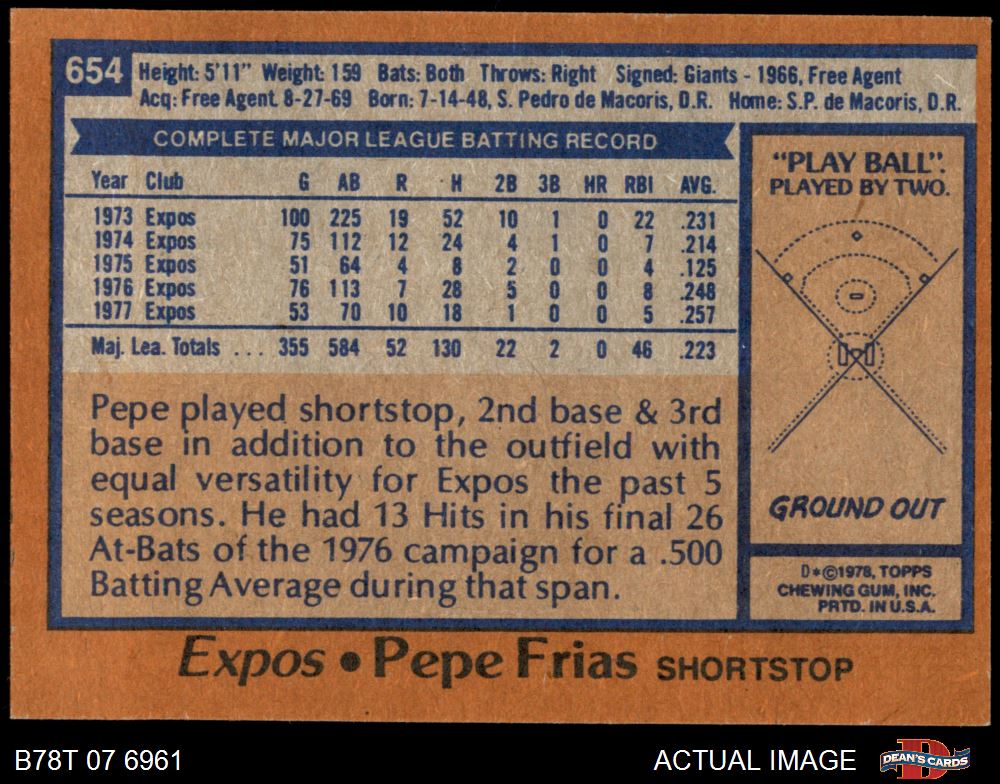 654
Height: 5'11" Weight: 159 Bats: Both Throws: Right Signed: Giants - 1966, Free Agent
Acq: Free Agent 8-27-69 Born: 7-14-48, S. Pedro de Macoris, D.R. Home: S.P. de Macoris, D.R.
COMPLETE MAJOR LEAGUE BATTING RECORD
Year Club G AB R H 2B 3B HR RBI AVG.
1973 Expos 100 225 19 52 10 1 0 22 .231
1974 Expos 75 112 12 24 4 1 0 7 .214
1975 Expos 51 64 4 8 2 0 0 4 .125
1976 Expos 76 113 7 28 5 0 0 8 .248
1977 Expos 53 70 10 18 1 0 0 5 .257
Maj. Lea. Totals ... 355 584 52 130 22 2 0 46 .223
Pepe played shortstop, 2nd base & 3rd
base in addition to the outfield with
equal versatility for Expos the past 5
seasons. He had 13 Hits in his final 26
At-Bats of the 1976 campaign for a .500
Batting Average during that span.
"PLAY BALL":
PLAYED BY TWO.
GROUND OUT
D*©1978, TOPPS
CHEWING GUM, INC.
PRTD. IN U.S.A.
Expos • Pepe Frias SHORTSTOP
B78T 07 6961
ACTUAL IMAGE
DEAN'S CARDS